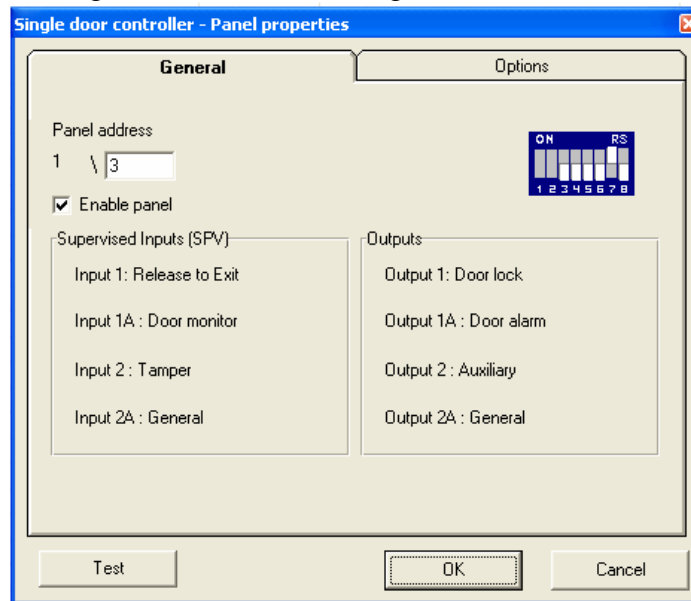 Single door controller - Panel properties
General
Options
Panel address
1 \ 3
ON RS
1 2 3 4 5 6 7 8
Enable panel
Supervised Inputs (SPV)
Outputs
Input 1: Release to Exit
Output 1: Door lock
Input 1A : Door monitor
Output 1A : Door alarm
Input 2 : Tamper
Output 2 : Auxiliary
Input 2A : General
Output 2A : General
Test
OK
Cancel